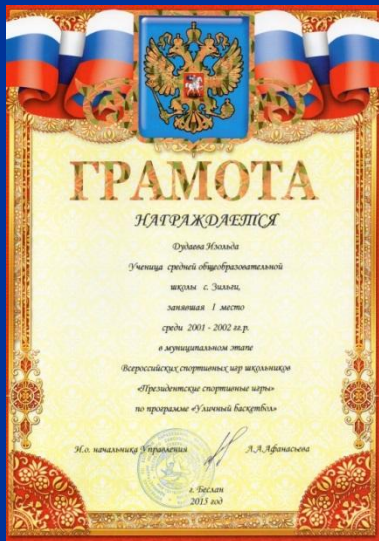 ГРАМОТА
НАГРАЖДАЕТСЯ
Дудаева Изольда
Ученица средней общеобразовательной
школы с. Зильги,
занявшая I место
среди 2001 - 2002 гг.р.
в муниципальном этапе
Всероссийских спортивных игр школьников
«Президентские спортивные игры»
по программе «Уличный баскетбол»
И.о. начальника Управления Л.А.Афанасьева
г. Беслан
2013 год